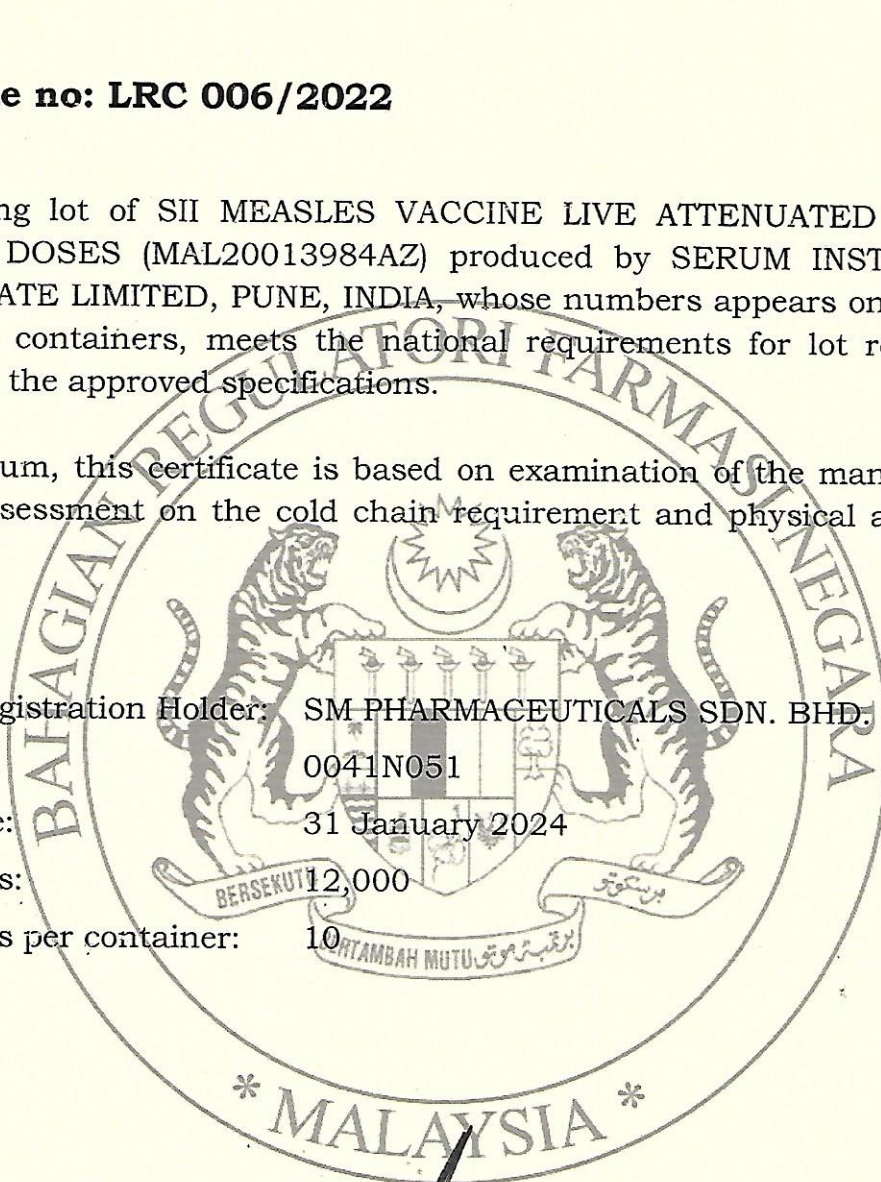 e no: LRC 006/2022
ng lot of SII MEASLES VACCINE LIVE ATTENUATED
DOSES (MAL20013984AZ) produced by SERUM INST
ATE LIMITED, PUNE, INDIA, whose numbers appears on
containers, meets the national requirements for lot r
the approved specifications.
um, this certificate is based on examination of the man
sessment on the cold chain requirement and physical a
gistration Holder: SM PHARMACEUTICALS SDN. BHD.
0041N051
e: 31 January 2024
s: 12,000
s per container: 10
BAHAGIAN REGULATORI FARMASI NEGARA
BERSEKUTU برسكوتو
BERTAMBAH MUTU برتمبه موتو
* MALAYSIA *